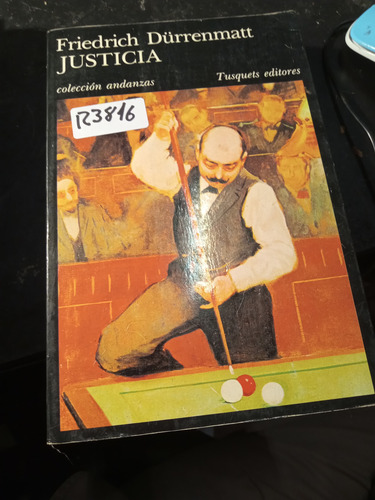 Friedrich Dürrenmatt
JUSTICIA
colección andanzas
Tusquets editores
R3816